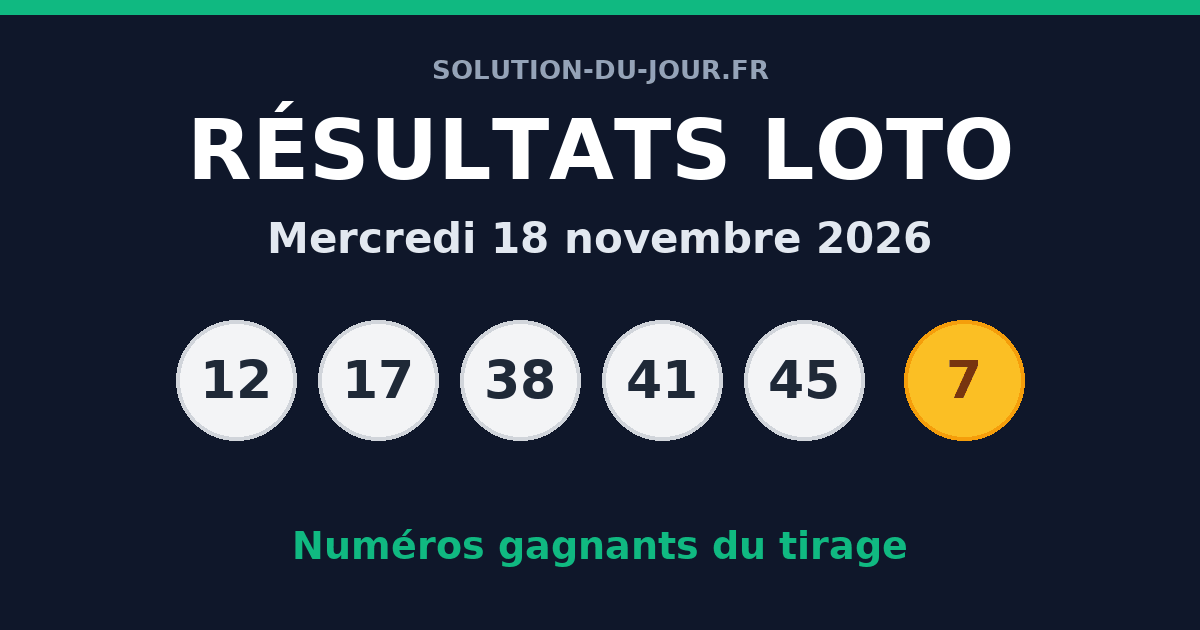 SOLUTION-DU-JOUR.FR
RÉSULTATS LOTO
Mercredi 18 novembre 2026
12 17 38 41 45 7
Numéros gagnants du tirage